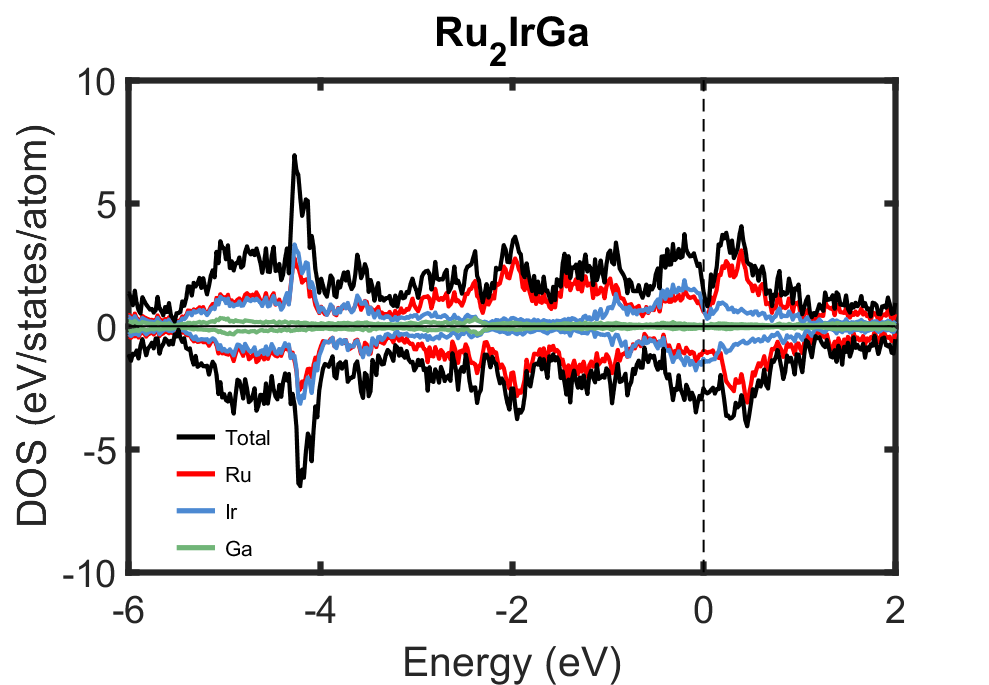 Ru2IrGa
DOS (eV/states/atom)
10
5
0
-5
-10
Total
Ru
Ir
Ga
-6 -4 -2 0 2
Energy (eV)